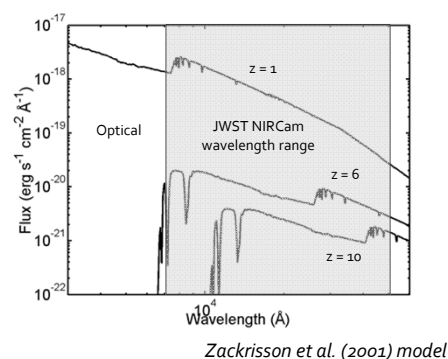 10-17
10-18
10-19
10-20
10-21
10-22
Flux (erg s-1 cm-2 Å-1)
z = 1
Optical
JWST NIRCam
wavelength range
z = 6
z = 10
104
Wavelength (Å)
Zackrisson et al. (2001) model